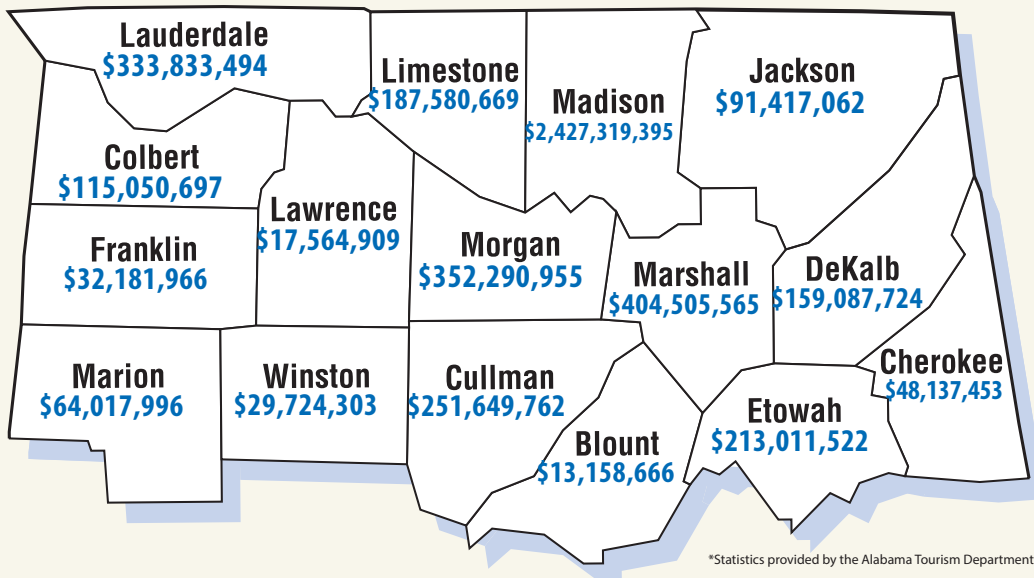 Lauderdale
$333,833,494
Limestone
$187,580,669
Madison
$2,427,319,395
Jackson
$91,417,062
Colbert
$115,050,697
Lawrence
$17,564,909
Franklin
$32,181,966
Morgan
$352,290,955
Marshall
$404,505,565
DeKalb
$159,087,724
Marion
$64,017,996
Winston
$29,724,303
Cullman
$251,649,762
Cherokee
$48,137,453
Etowah
$213,011,522
Blount
$13,158,666
*Statistics provided by the Alabama Tourism Department